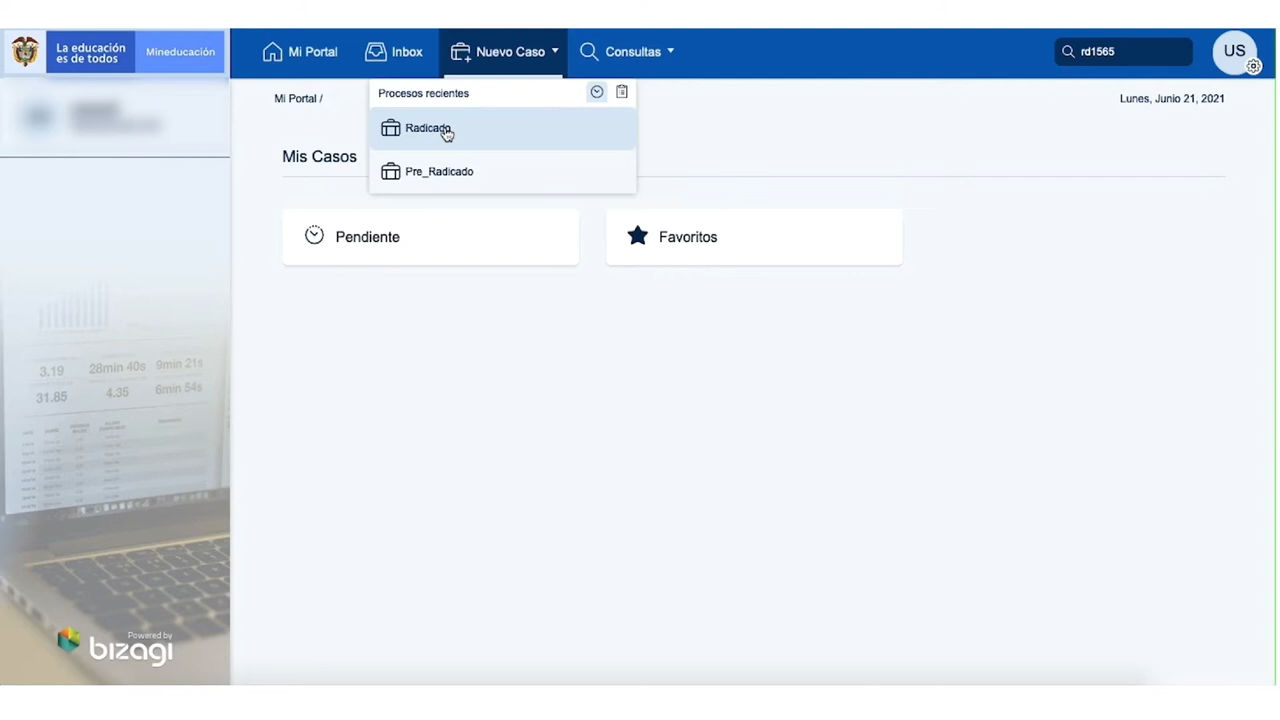 La educación
es de todos
Mineducación
Mi Portal
Inbox
Nuevo Caso
Consultas
rd1565
US
Procesos recientes
Mi Portal /
Lunes, Junio 21, 2021
Radicado
Mis Casos
Pre_Radicado
Pendiente
Favoritos
3.19 28min 40s 9min 21s
31.85 4.35 6min 54s
Powered by
bizagi